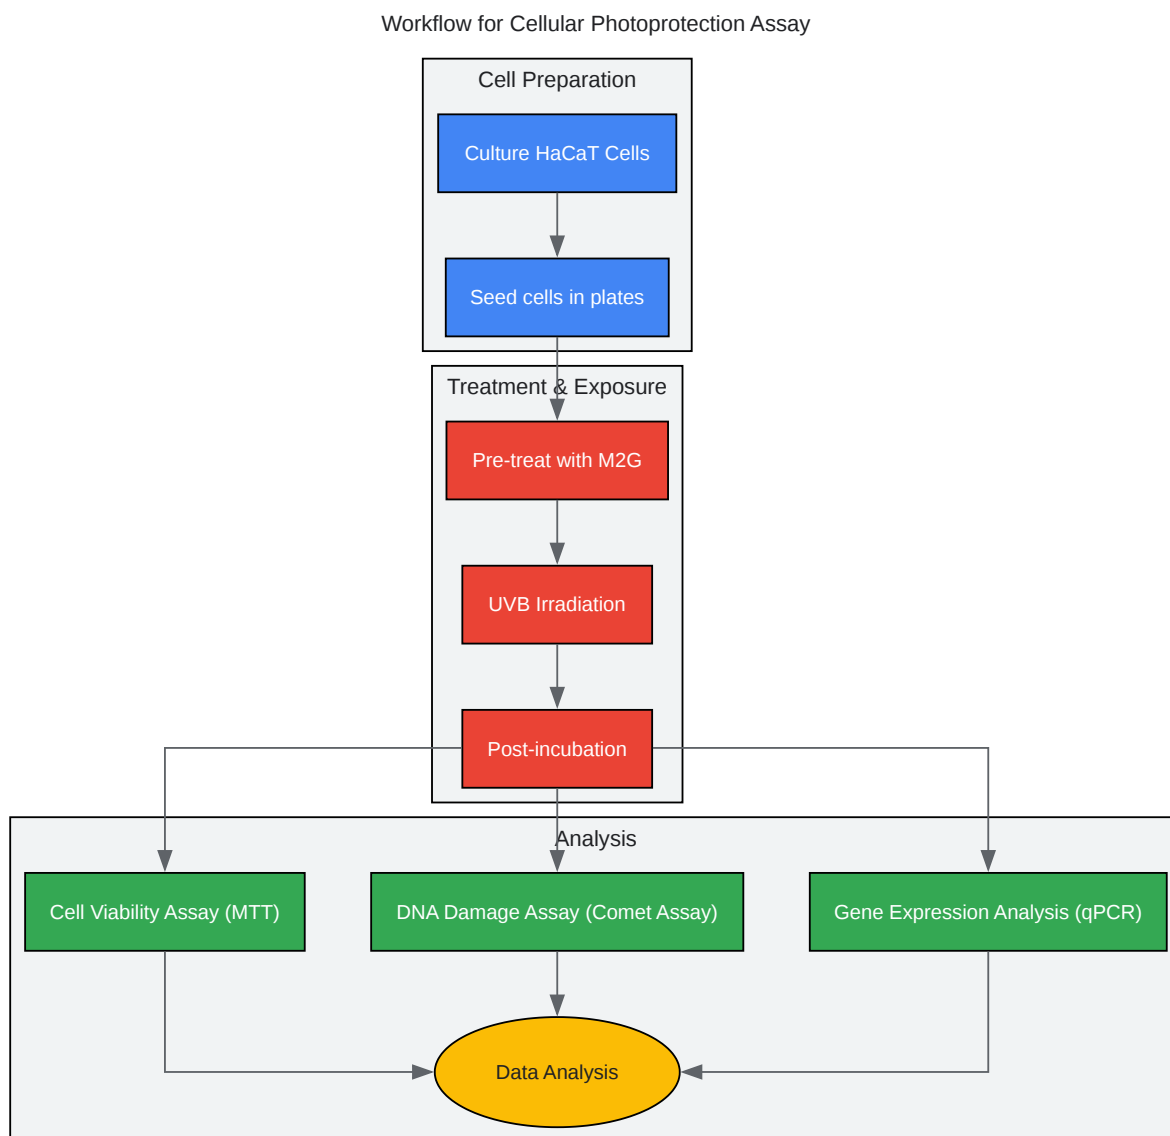 Workflow for Cellular Photoprotection Assay
Cell Preparation
Culture HaCaT Cells
Seed cells in plates
Treatment & Exposure
Pre-treat with M2G
UVB Irradiation
Post-incubation
Analysis
Cell Viability Assay (MTT)
DNA Damage Assay (Comet Assay)
Gene Expression Analysis (qPCR)
Data Analysis